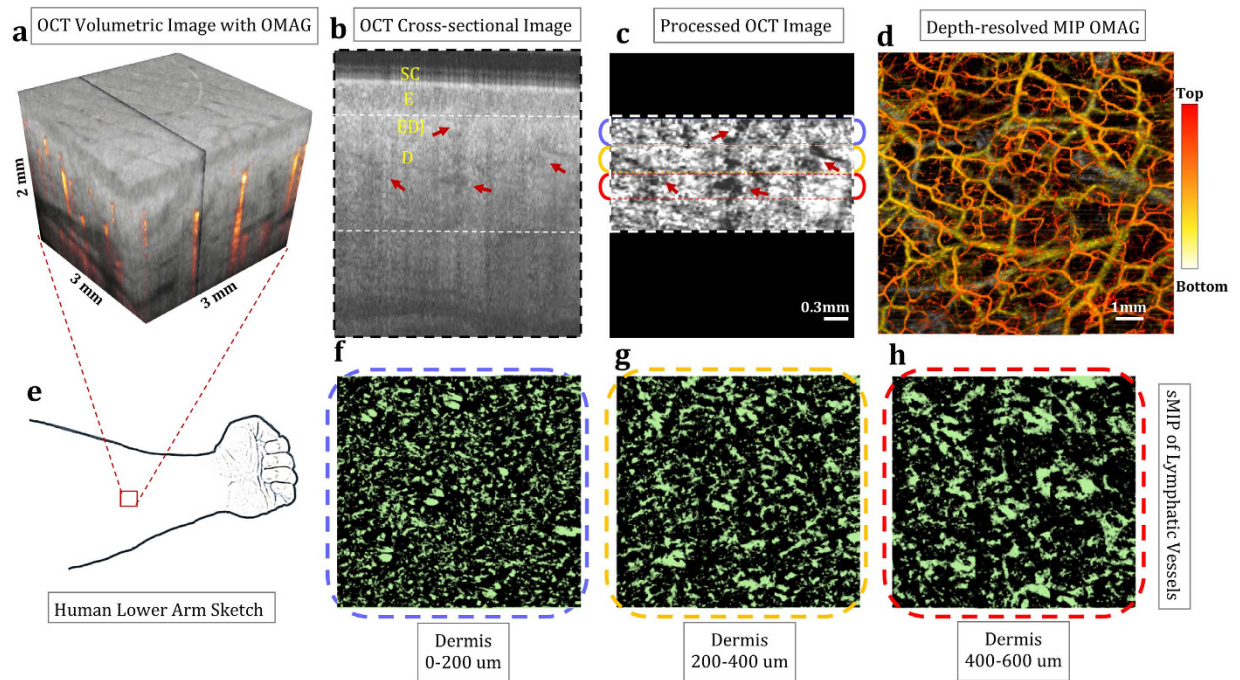 OCT Volumetric Image with OMAG
OCT Cross-sectional Image
Processed OCT Image
Depth-resolved MIP OMAG
a
b
c
d
SC
E
EDJ
D
2 mm
3 mm
3 mm
0.3mm
1mm
Top
Bottom
e
f
g
h
Human Lower Arm Sketch
sMIP of Lymphatic Vessels
Dermis
0-200 um
Dermis
200-400 um
Dermis
400-600 um